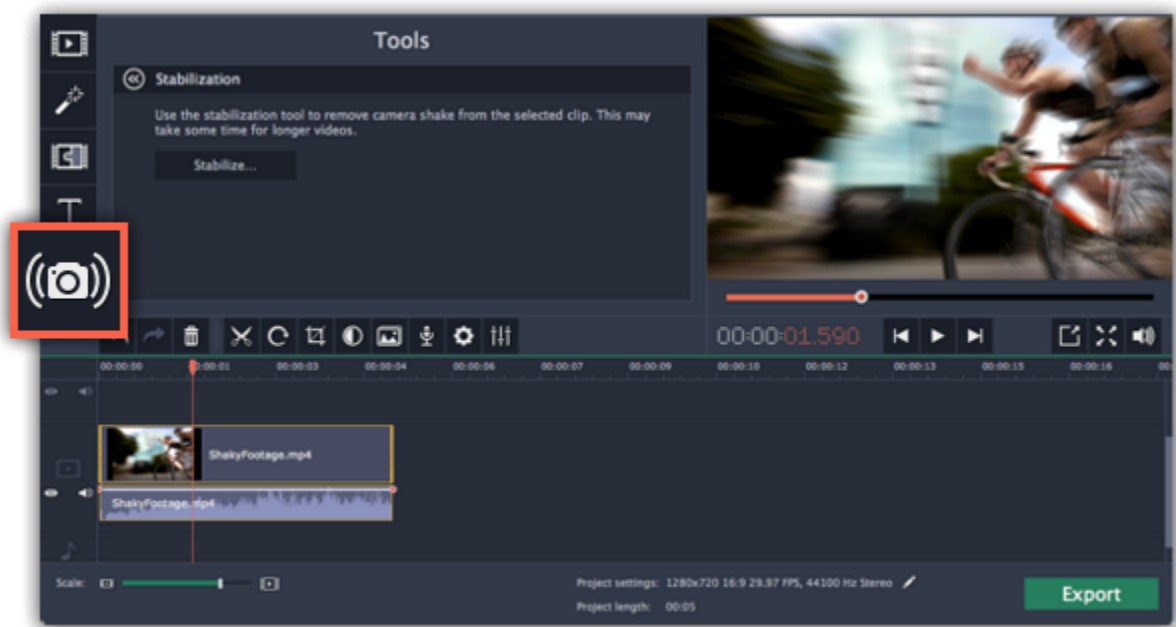 Tools
Stabilization
Use the stabilization tool to remove camera shake from the selected clip. This may
take some time for longer videos.
Stabilize...
T
00:00:01.590
00:00:00 00:00:01 00:00:03 00:00:04 00:00:06 00:00:07 00:00:09 00:00:10 00:00:12 00:00:13 00:00:15 00:00:16
ShakyFootage.mp4
ShakyFootage.mp4
Scale:
Project settings: 1280x720 16:9 29.97 FPS, 44100 Hz Stereo
Project length: 00:05
Export